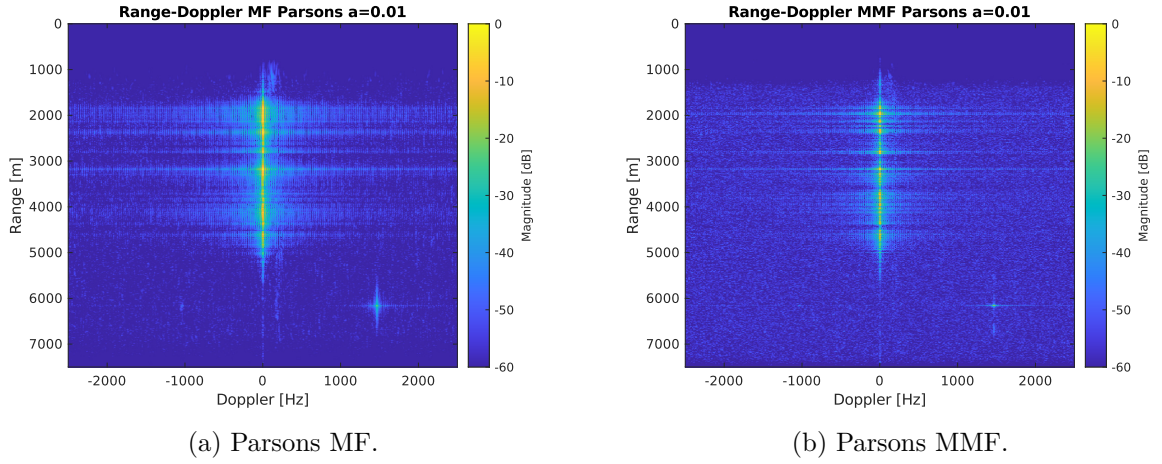 Range-Doppler MF Parsons a=0.01
0
1000
2000
3000
4000
5000
6000
7000
Range [m]
-2000 -1000 0 1000 2000
Doppler [Hz]
0
-10
-20
-30
-40
-50
-60
Magnitude [dB]
(a) Parsons MF.
Range-Doppler MMF Parsons a=0.01
0
1000
2000
3000
4000
5000
6000
7000
Range [m]
-2000 -1000 0 1000 2000
Doppler [Hz]
0
-10
-20
-30
-40
-50
-60
Magnitude [dB]
(b) Parsons MMF.